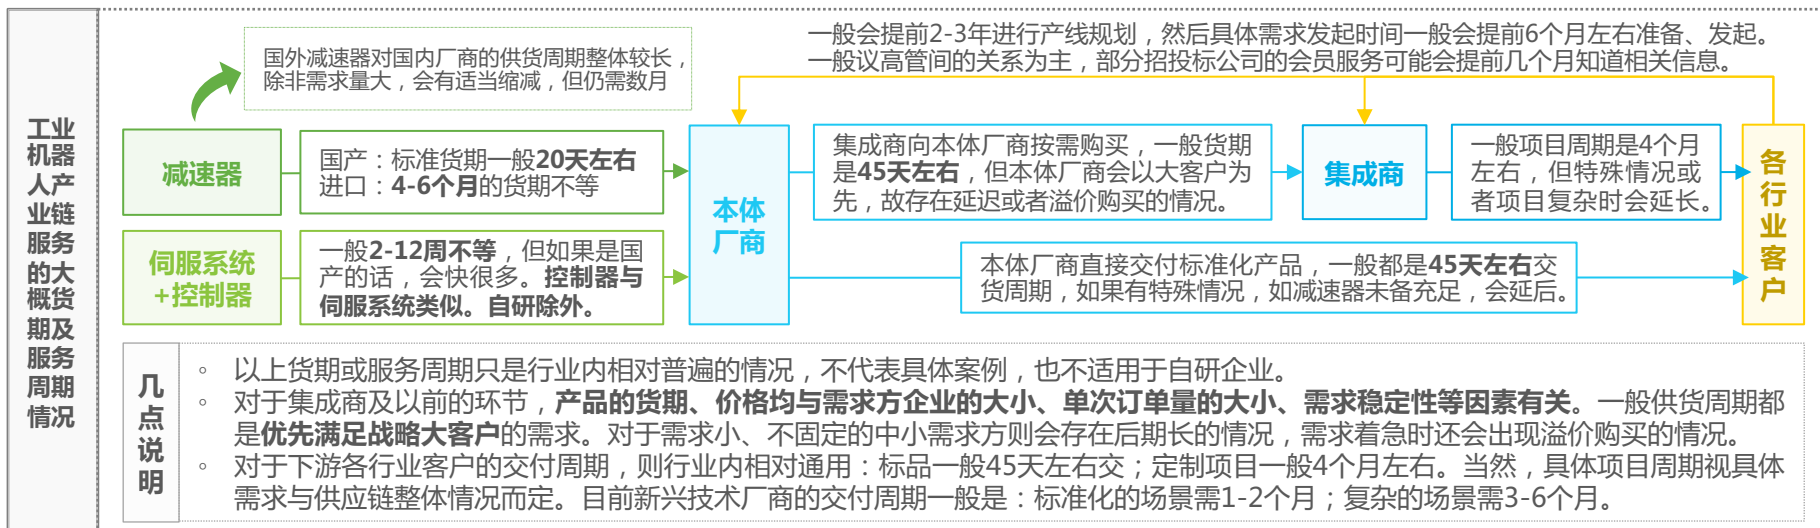 工业
机器
人产
业链
服务
的大
概货
期及
服务
周期
情况
国外减速器对国内厂商的供货周期整体较长，
除非需求量大，会有适当缩减，但仍需数月
一般会提前2-3年进行产线规划，然后具体需求发起时间一般会提前6个月左右准备、发起。
一般议高管间的关系为主，部分招投标公司的会员服务可能会提前几个月知道相关信息。
减速器
国产：标准货期一般20天左右
进口：4-6个月的货期不等
伺服系统
+控制器
一般2-12周不等，但如果是国
产的话，会快很多。控制器与
伺服系统类似。自研除外。
本体
厂商
集成商向本体厂商按需购买，一般货期
是45天左右，但本体厂商会以大客户为
先，故存在延迟或者溢价购买的情况。
集成商
一般项目周期是4个月
左右，但特殊情况或
者项目复杂时会延长。
本体厂商直接交付标准化产品，一般都是45天左右交
货周期，如果有特殊情况，如减速器未备充足，会延后。
各
行
业
客
户
几
点
说
明
◦ 以上货期或服务周期只是行业内相对普遍的情况，不代表具体案例，也不适用于自研企业。
◦ 对于集成商及以前的环节，产品的货期、价格均与需求方企业的大小、单次订单量的大小、需求稳定性等因素有关。一般供货周期都
是优先满足战略大客户的需求。对于需求小、不固定的中小需求方则会存在后期长的情况，需求着急时还会出现溢价购买的情况。
◦ 对于下游各行业客户的交付周期，则行业内相对通用：标品一般45天左右交；定制项目一般4个月左右。当然，具体项目周期视具体
需求与供应链整体情况而定。目前新兴技术厂商的交付周期一般是：标准化的场景需1-2个月；复杂的场景需3-6个月。